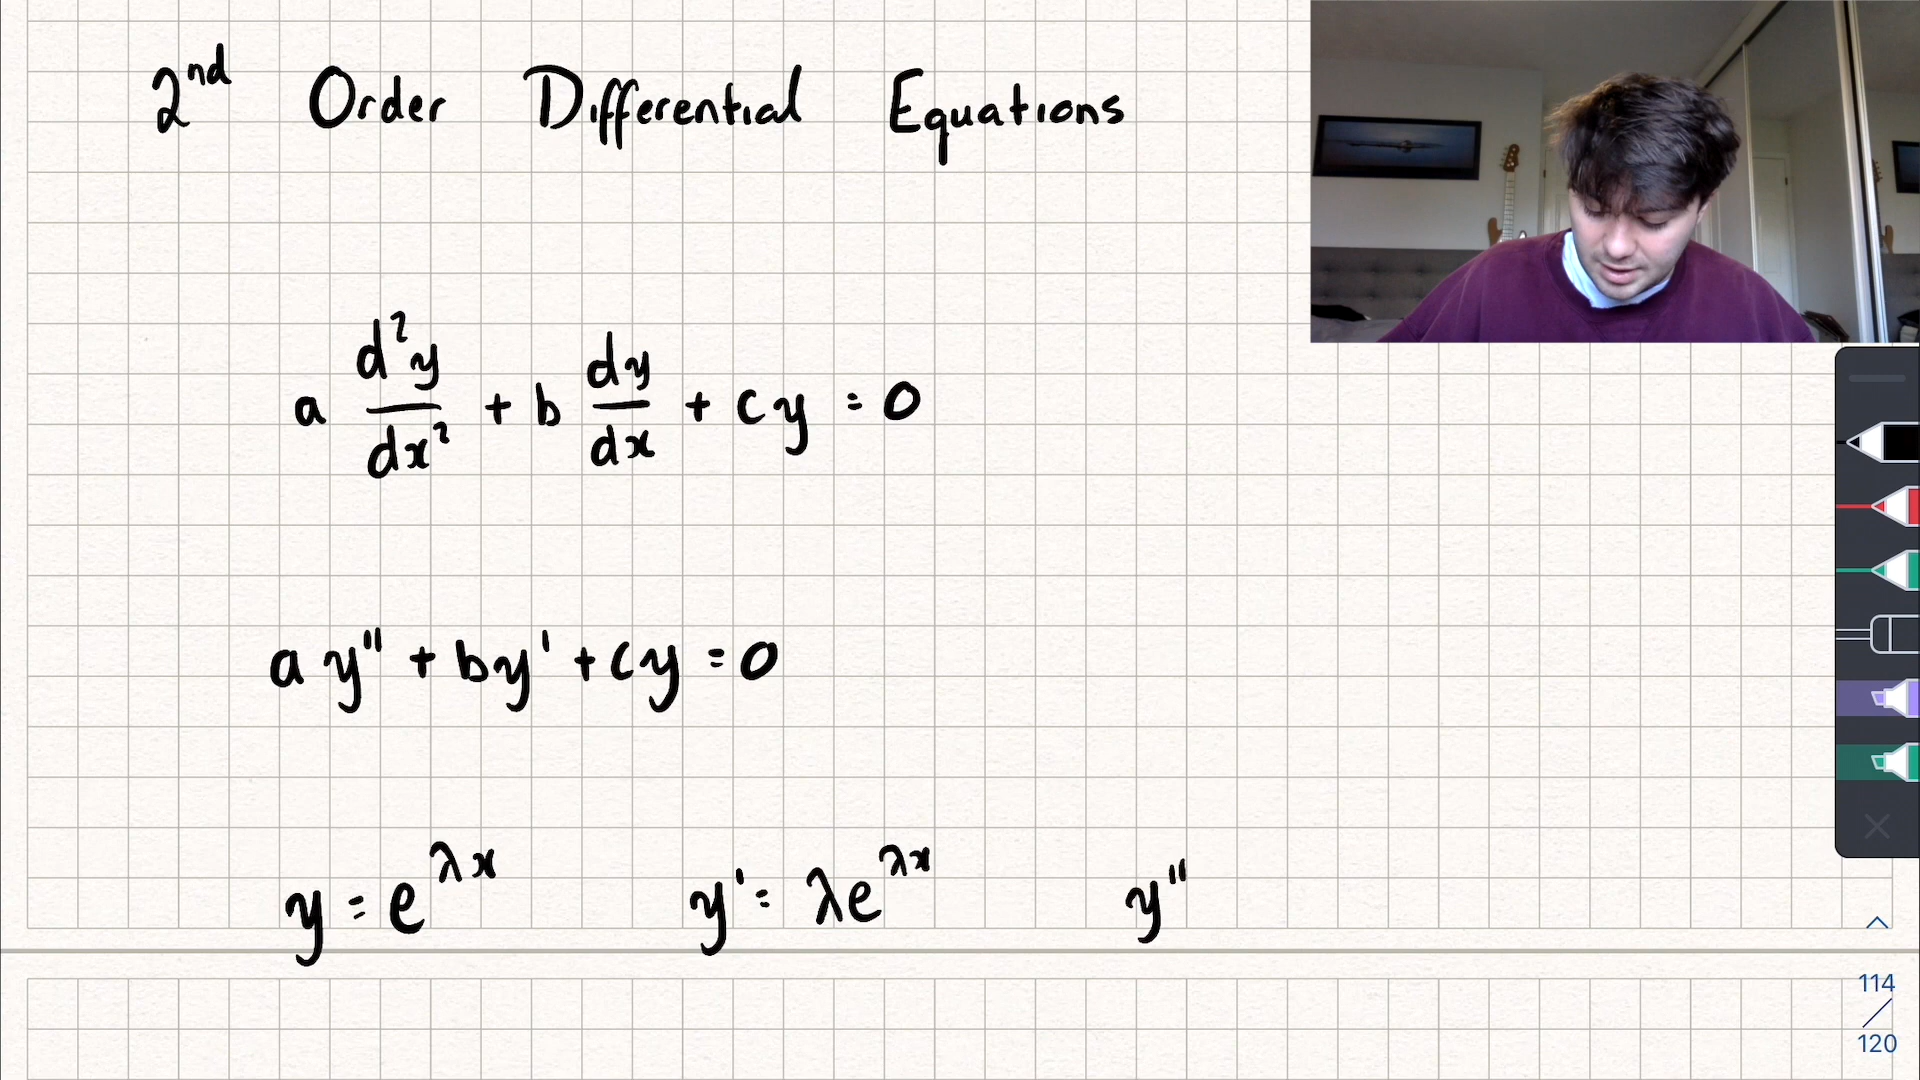 2nd Order Differential Equations
a d²y/dx² + b dy/dx + cy = 0
ay'' + by' + cy = 0
y = e^λx y' = λe^λx y''
114
120